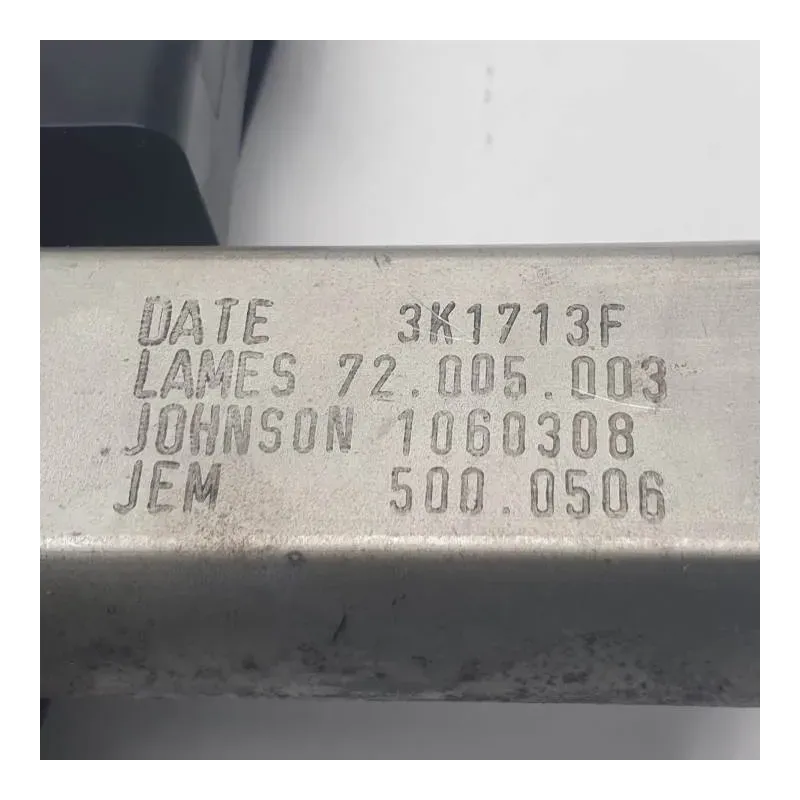 DATE 3K1713F
LAMES 72.005.003
JOHNSON 1060308
JEM 500.0506